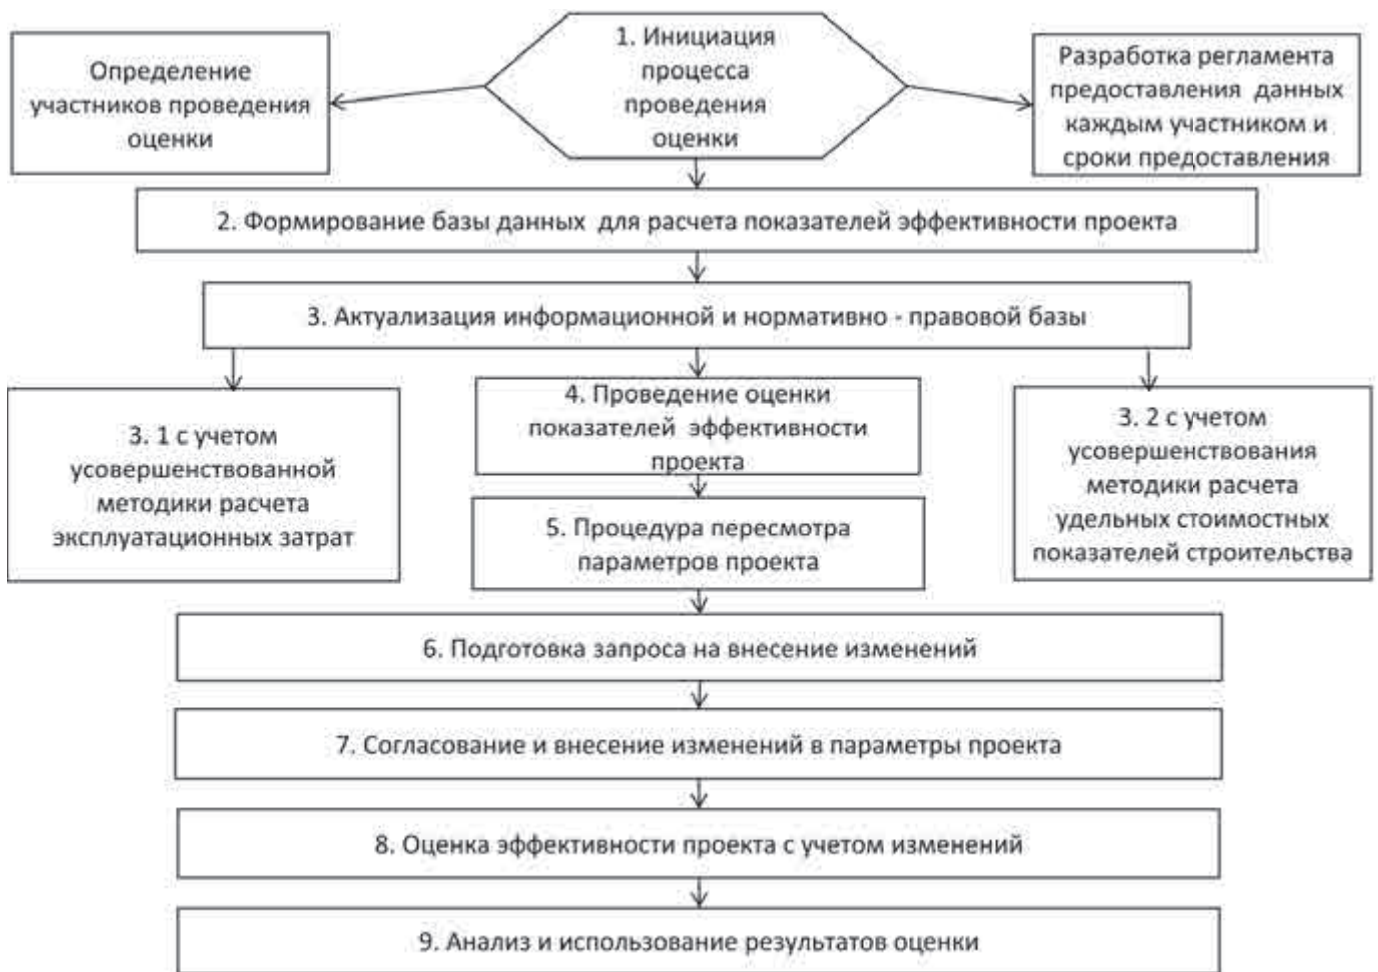 Определение
участников проведения
оценки
1. Инициация
процесса
проведения
оценки
Разработка регламента
предоставления данных
каждым участником и
сроки предоставления
2. Формирование базы данных для расчета показателей эффективности проекта
3. Актуализация информационной и нормативно - правовой базы
3. 1 с учетом
усовершенствованной
методики расчета
эксплуатационных затрат
4. Проведение оценки
показателей эффективности
проекта
3. 2 с учетом
усовершенствования
методики расчета
удельных стоимостных
показателей строительства
5. Процедура пересмотра
параметров проекта
6. Подготовка запроса на внесение изменений
7. Согласование и внесение изменений в параметры проекта
8. Оценка эффективности проекта с учетом изменений
9. Анализ и использование результатов оценки